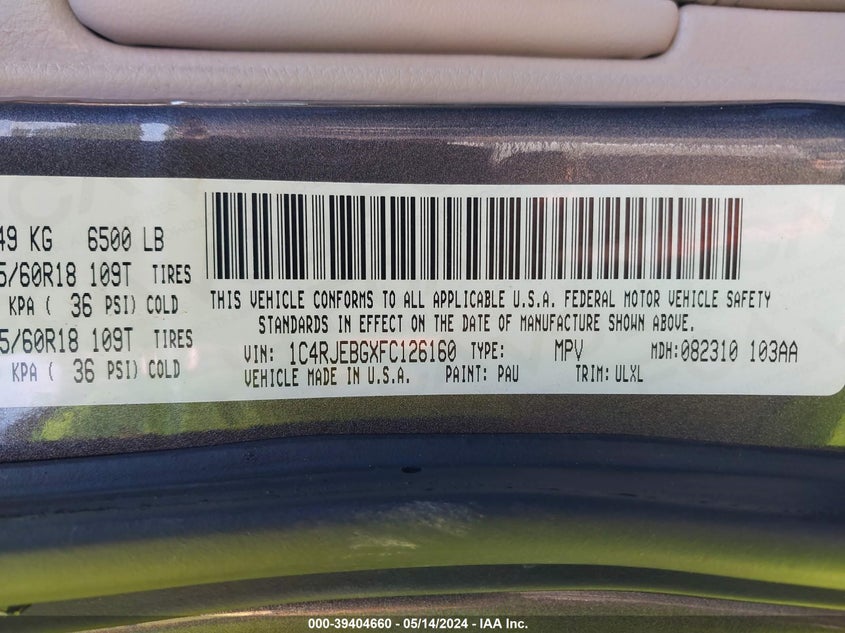 49 KG 6500 LB
5/60R18 109T TIRES
KPA ( 36 PSI) COLD
5/60R18 109T TIRES
KPA ( 36 PSI) COLD
THIS VEHICLE CONFORMS TO ALL APPLICABLE U.S.A. FEDERAL MOTOR VEHICLE SAFETY
STANDARDS IN EFFECT ON THE DATE OF MANUFACTURE SHOWN ABOVE.
VIN: 1C4RJEBGXFC126160 TYPE: MPV MDH:082310 103AA
VEHICLE MADE IN U.S.A. PAINT: PAU TRIM: ULXL
000-39404660 - 05/14/2024 - IAA Inc.